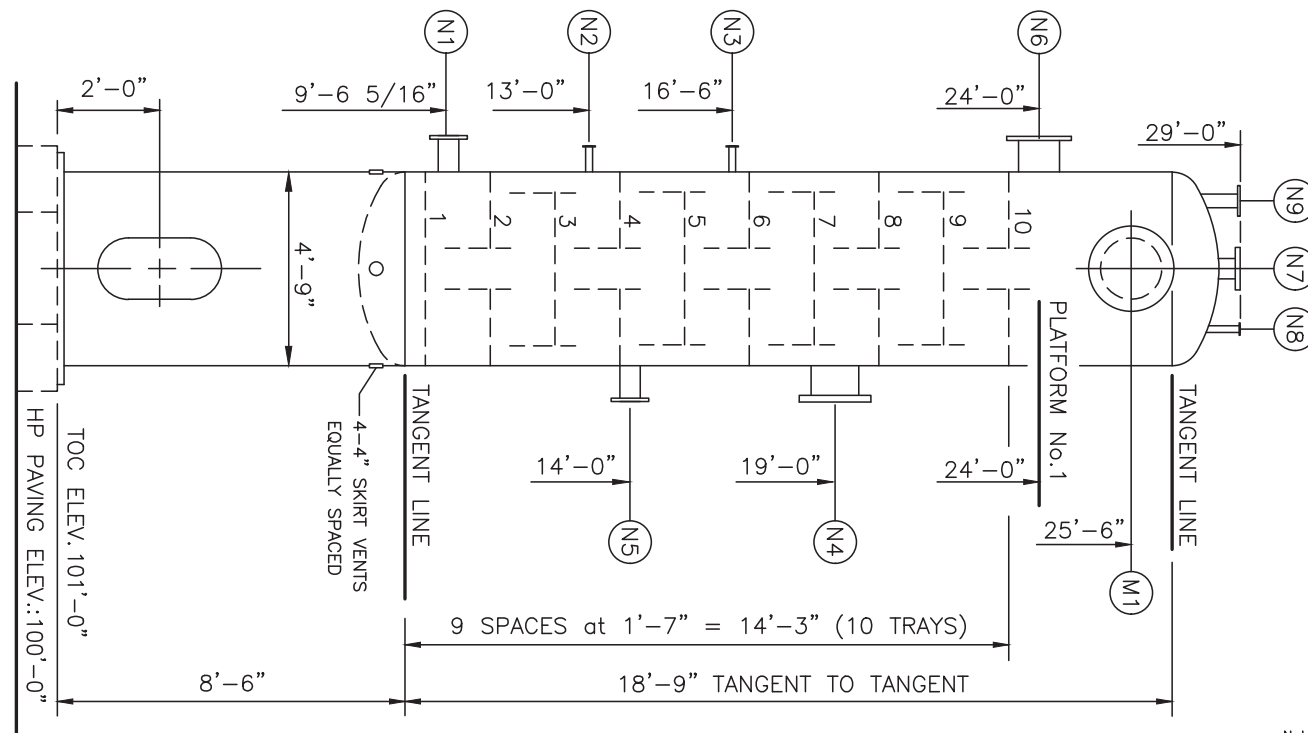 N1
N2
N3
N6
2'-0"
9'-6 5/16"
13'-0"
16'-6"
24'-0"
29'-0"
N9
N7
N8
4'-9"
1
2
3
4
5
6
7
8
9
10
PLATFORM No.1
TANGENT LINE
TANGENT LINE
4-4" SKIRT VENTS
EQUALLY SPACED
14'-0"
19'-0"
24'-0"
25'-6"
N5
N4
M1
TOC ELEV. 101'-0"
HP PAVING ELEV.:100'-0"
9 SPACES at 1'-7" = 14'-3" (10 TRAYS)
8'-6"
18'-9" TANGENT TO TANGENT